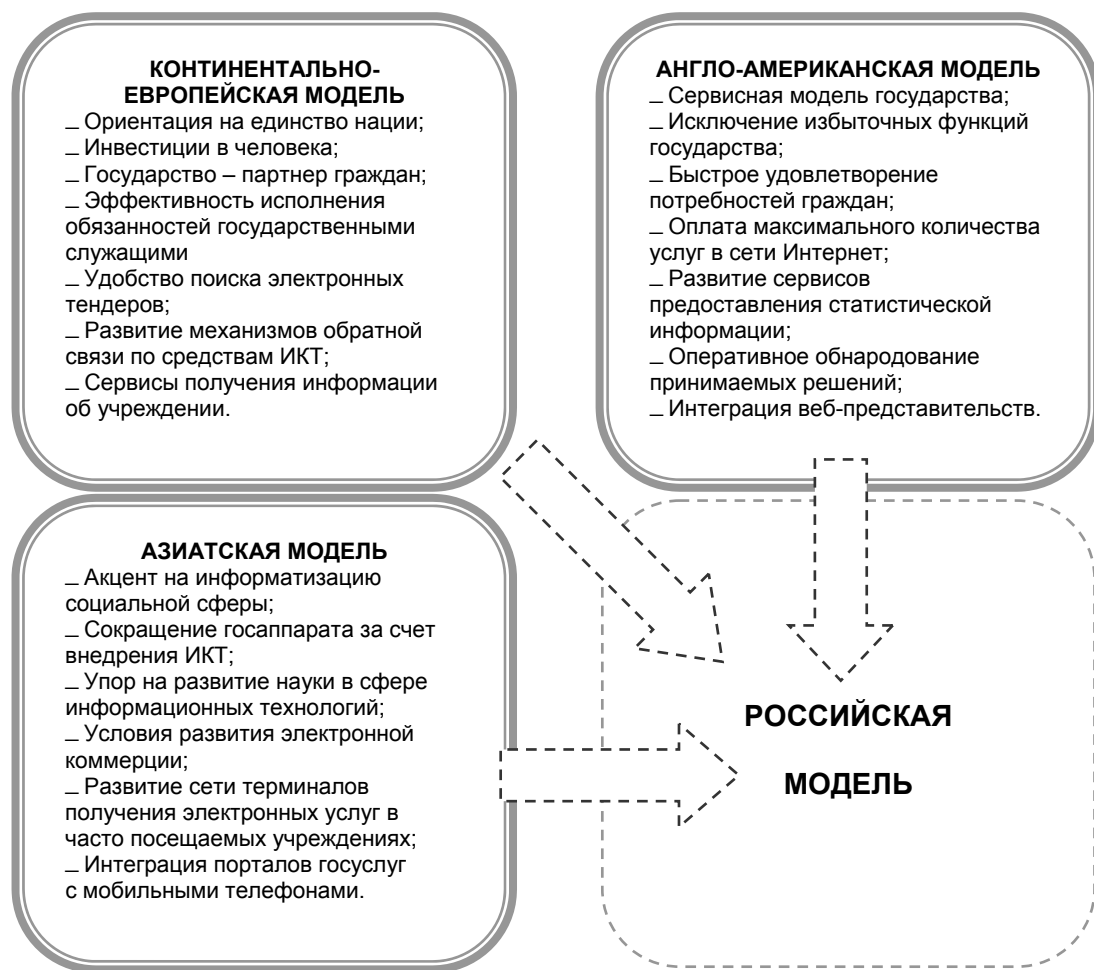 КОНТИНЕНТАЛЬНО-
ЕВРОПЕЙСКАЯ МОДЕЛЬ
_ Ориентация на единство нации;
_ Инвестиции в человека;
_ Государство – партнер граждан;
_ Эффективность исполнения
обязанностей государственными
служащими
_ Удобство поиска электронных
тендеров;
_ Развитие механизмов обратной
связи по средствам ИКТ;
_ Сервисы получения информации
об учреждении.
АНГЛО-АМЕРИКАНСКАЯ МОДЕЛЬ
_ Сервисная модель государства;
_ Исключение избыточных функций
государства;
_ Быстрое удовлетворение
потребностей граждан;
_ Оплата максимального количества
услуг в сети Интернет;
_ Развитие сервисов
предоставления статистической
информации;
_ Оперативное обнародование
принимаемых решений;
_ Интеграция веб-представительств.
АЗИАТСКАЯ МОДЕЛЬ
_ Акцент на информатизацию
социальной сферы;
_ Сокращение госаппарата за счет
внедрения ИКТ;
_ Упор на развитие науки в сфере
информационных технологий;
_ Условия развития электронной
коммерции;
_ Развитие сети терминалов
получения электронных услуг в
часто посещаемых учреждениях;
_ Интеграция порталов госуслуг
с мобильными телефонами.
РОССИЙСКАЯ
МОДЕЛЬ